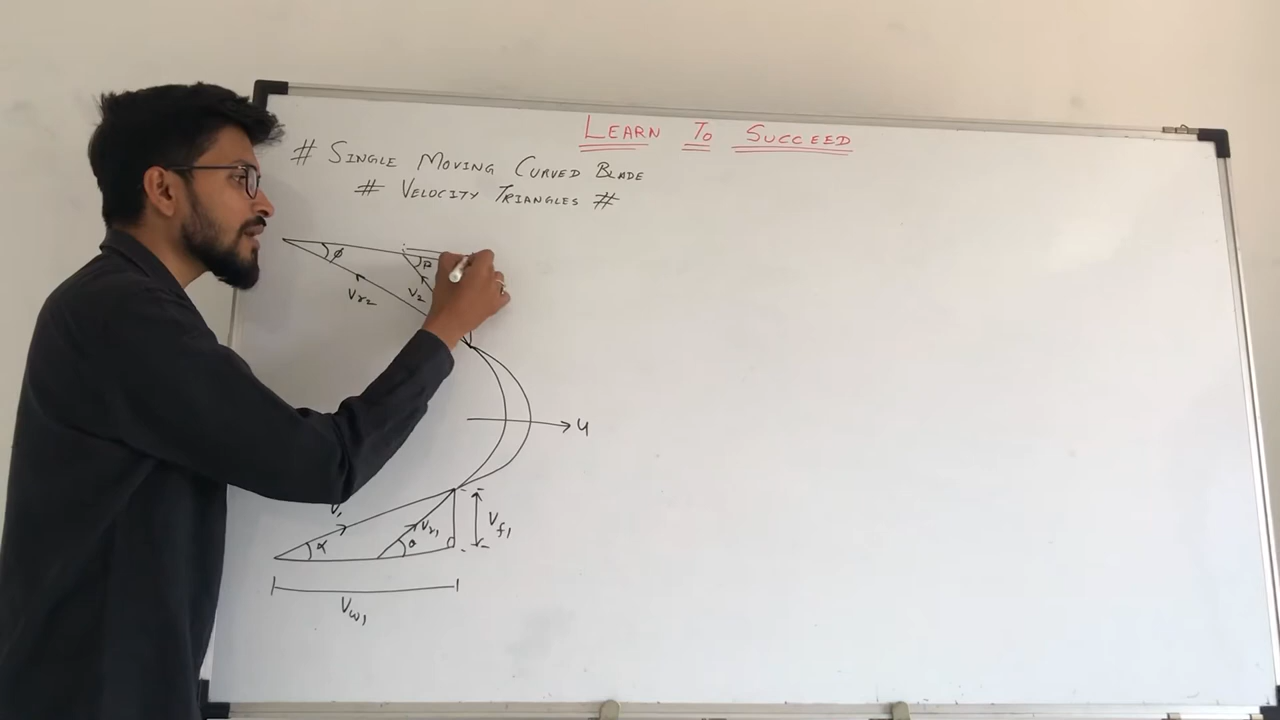 LEARN TO SUCCEED
# SINGLE MOVING CURVED BLADE
# VELOCITY TRIANGLES #
φ
β
V2
Vr2
u
V1
α
Vr1
θ
Vf1
Vw1